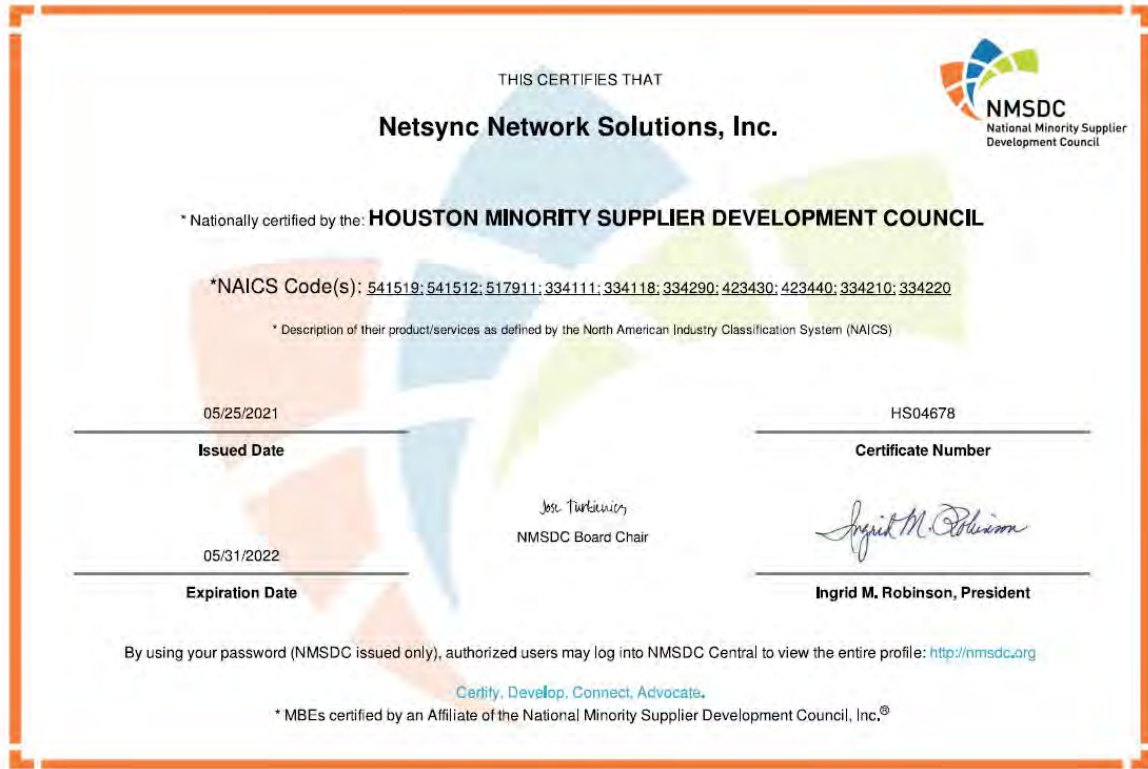 THIS CERTIFIES THAT
Netsync Network Solutions, Inc.
NMSDC
National Minority Supplier
Development Council
* Nationally certified by the: HOUSTON MINORITY SUPPLIER DEVELOPMENT COUNCIL
*NAICS Code(s): 541519; 541512; 517911; 334111; 334118; 334290; 423430; 423440; 334210; 334220
* Description of their product/services as defined by the North American Industry Classification System (NAICS)
05/25/2021
Issued Date
HS04678
Certificate Number
Jose Turkienicz
NMSDC Board Chair
Ingrid M. Robinson
05/31/2022
Expiration Date
Ingrid M. Robinson, President
By using your password (NMSDC issued only), authorized users may log into NMSDC Central to view the entire profile: http://nmsdc.org
Certify, Develop, Connect, Advocate.
* MBEs certified by an Affiliate of the National Minority Supplier Development Council, Inc.®